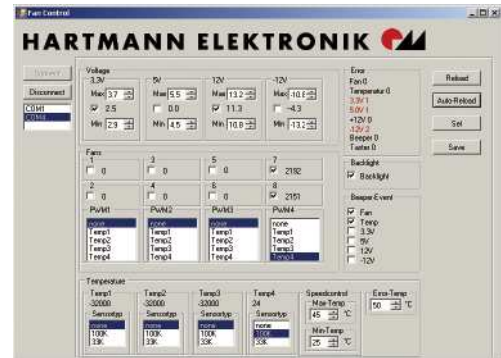 Fan Control
HARTMANN ELEKTRONIK
Connect
Disconnect
COM1
COM4
Voltage
3.3V 5V 12V -12V
Max 3.7 Max 5.5 Max 13.2 Max -10.8
2.5 0.0 11.3 -4.3
Min 2.9 Min 4.5 Min 10.8 Min -13.2
Error
Fan 0
Temperatur 0
3.3V 1
5.0V 1
+12V 0
-12V 2
Beeper 0
Taster 0
Reload
Auto-Reload
Set
Save
Fans
1 3 5 7
0 0 0 2192
2 4 6 8
0 0 0 2151
PWM1 PWM2 PWM3 PWM4
none none none none
Temp1 Temp1 Temp1 Temp1
Temp2 Temp2 Temp2 Temp2
Temp3 Temp3 Temp3 Temp3
Temp4 Temp4 Temp4 Temp4
Backlight
Backlight
Beeper-Event
Fan
Temp
3.3V
5V
12V
-12V
Temperature
Temp1 Temp2 Temp3 Temp4
-32000 -32000 -32000 24
Sensortyp Sensortyp Sensortyp Sensortyp
none none none none
100K 100K 100K 100K
33K 33K 33K 33K
Speedcontrol
Max-Temp
45 °C
Min-Temp
25 °C
Error-Temp
50 °C